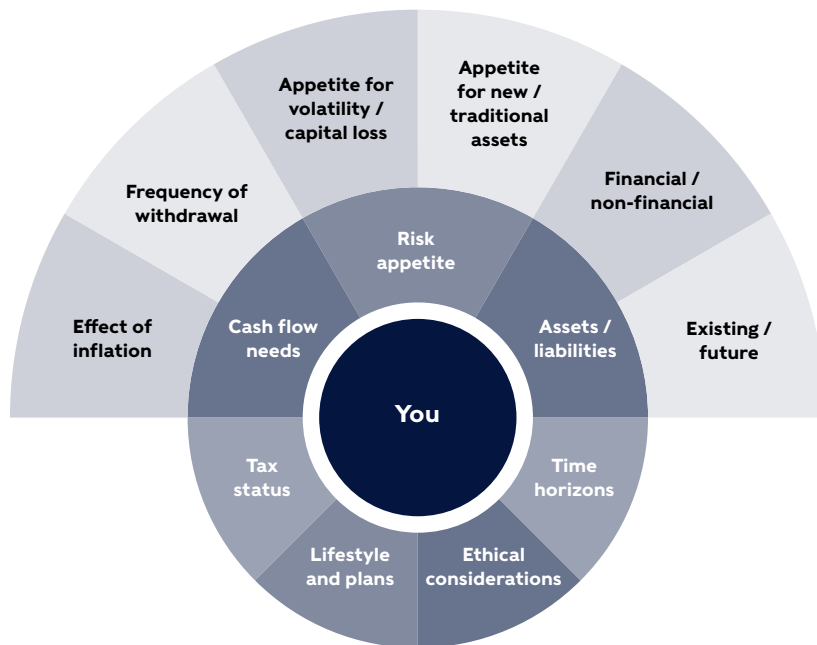 Appetite for
volatility /
capital loss
Appetite
for new /
traditional
assets
Frequency of
withdrawal
Financial /
non-financial
Effect of
inflation
Existing /
future
Risk
appetite
Cash flow
needs
Assets /
liabilities
You
Tax
status
Time
horizons
Lifestyle
and plans
Ethical
considerations